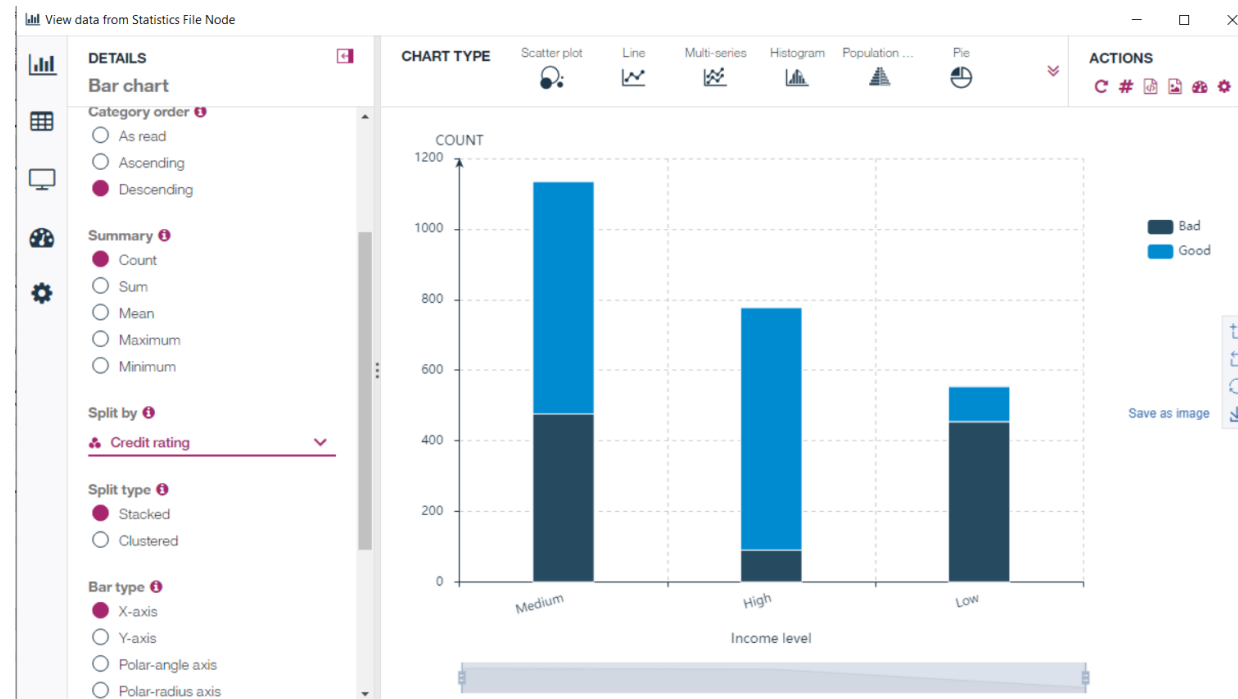 View data from Statistics File Node
DETAILS
Bar chart
Category order
As read
Ascending
Descending
Summary
Count
Sum
Mean
Maximum
Minimum
Split by
Credit rating
Split type
Stacked
Clustered
Bar type
X-axis
Y-axis
Polar-angle axis
Polar-radius axis
CHART TYPE
Scatter plot
Line
Multi-series
Histogram
Population ...
Pie
ACTIONS
COUNT
1200
1000
800
600
400
200
0
Medium
High
Low
Income level
Bad
Good
Save as image